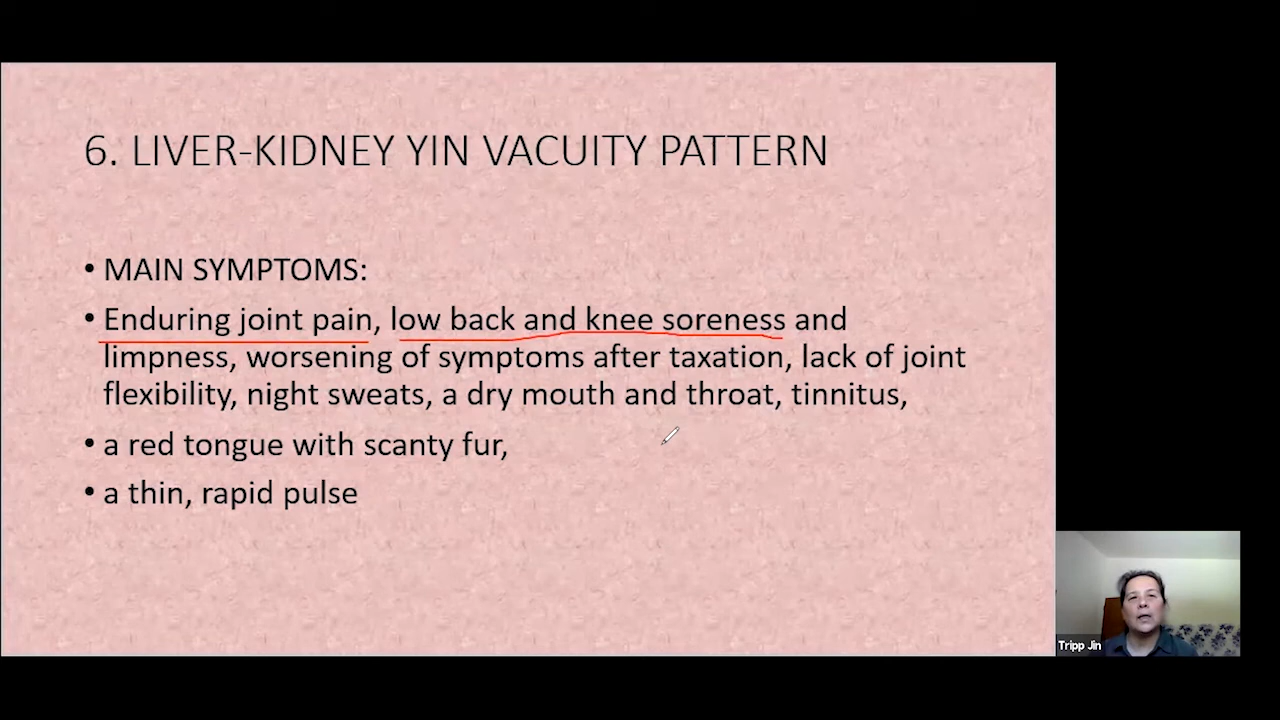 6. LIVER-KIDNEY YIN VACUITY PATTERN
• MAIN SYMPTOMS:
• Enduring joint pain, low back and knee soreness and
limpness, worsening of symptoms after taxation, lack of joint
flexibility, night sweats, a dry mouth and throat, tinnitus,
• a red tongue with scanty fur,
• a thin, rapid pulse
Tripp Jin